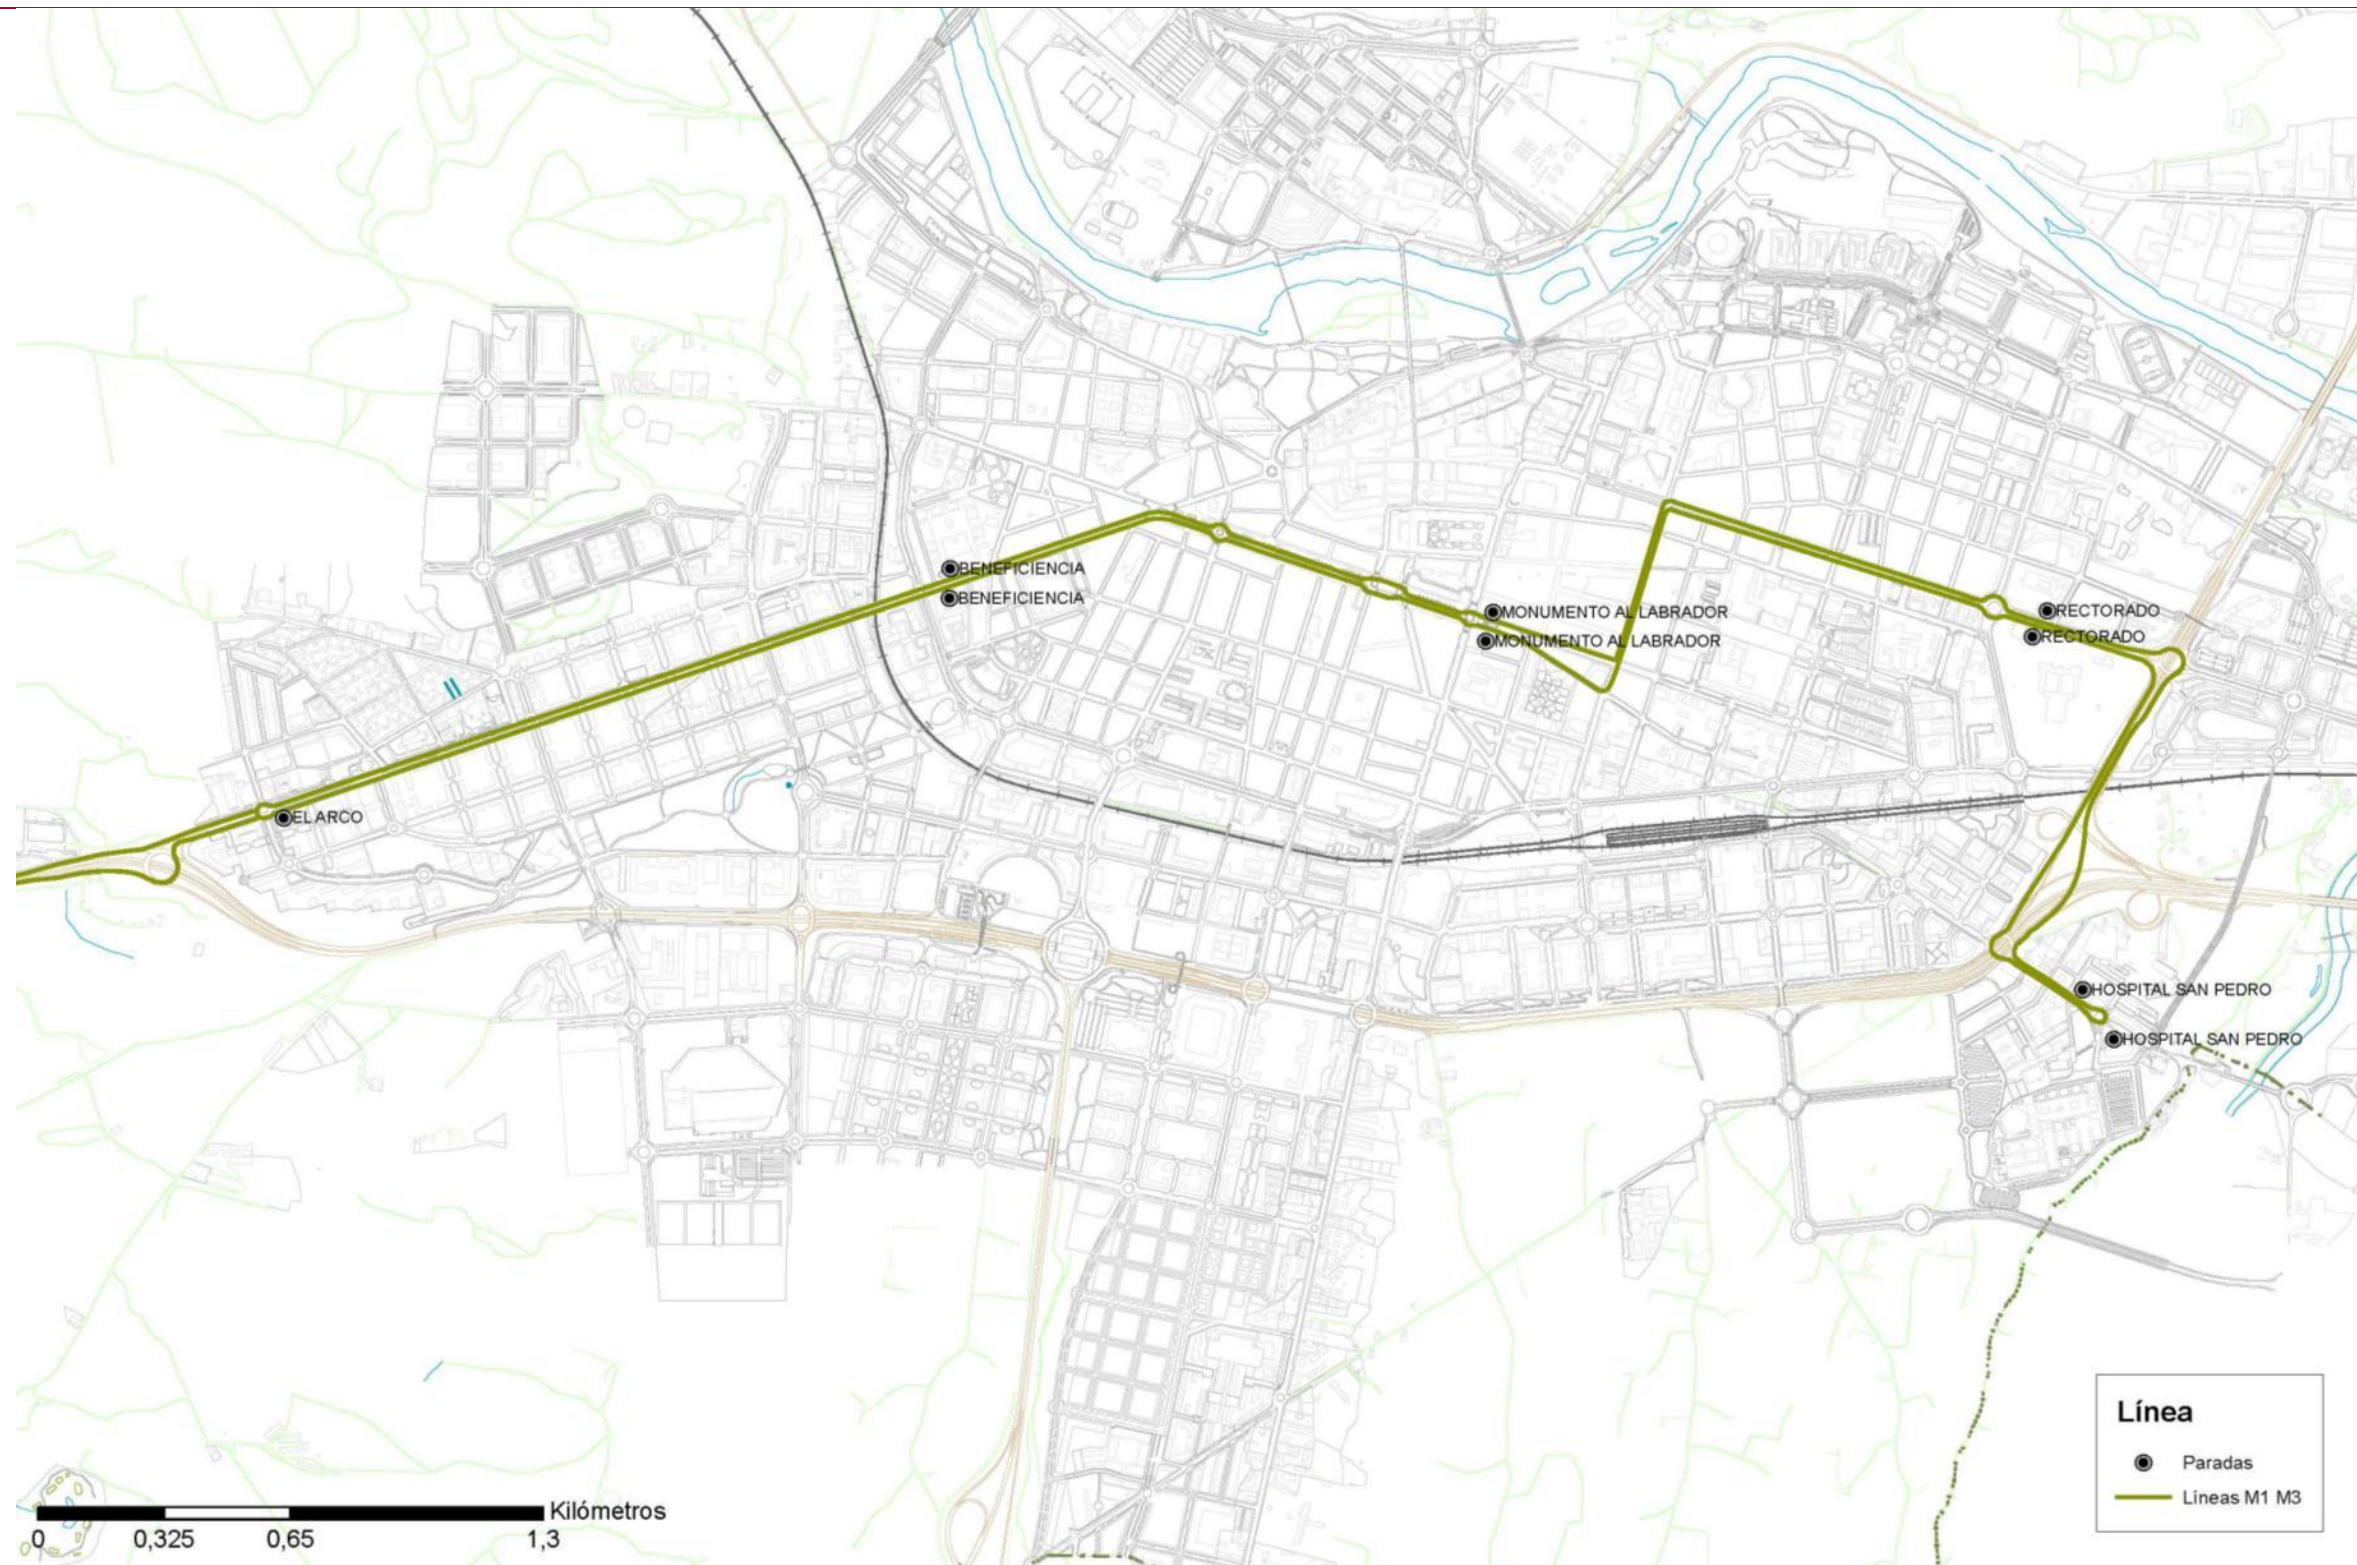 BENEFICIENCIA
BENEFICIENCIA
MONUMENTO AL LABRADOR
MONUMENTO AL LABRADOR
RECTORADO
RECTORADO
EL ARCO
HOSPITAL SAN PEDRO
HOSPITAL SAN PEDRO
Línea
Paradas
Lineas M1 M3
Kilómetros
0 0,325 0,65 1,3